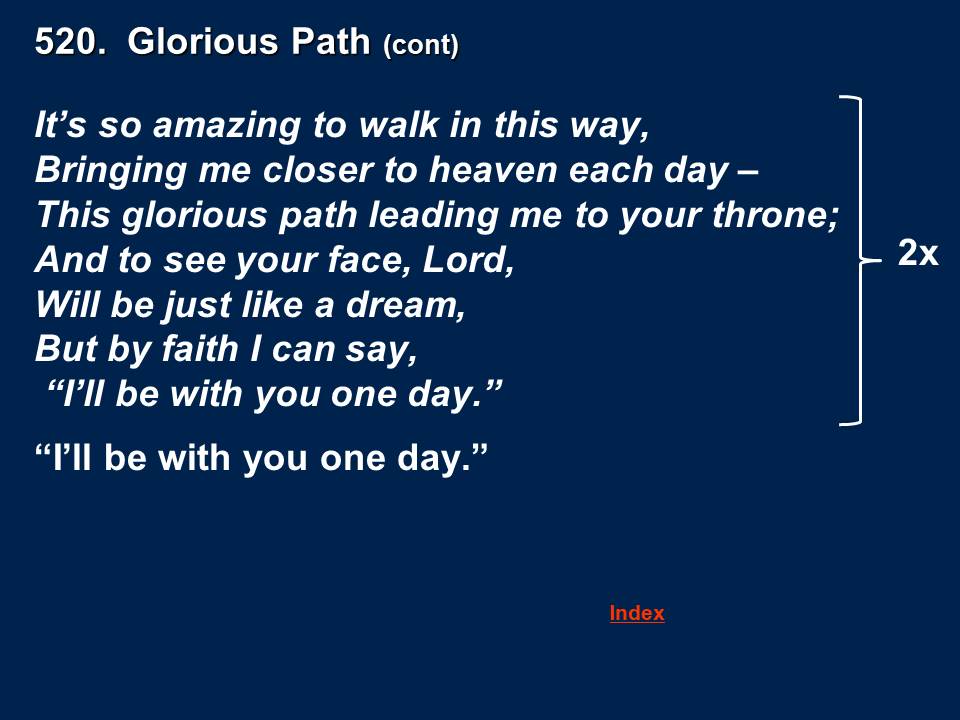 520.  Glorious Path (cont)
It’s so amazing to walk in this way,
Bringing me closer to heaven each day –
This glorious path leading me to your throne;
And to see your face, Lord,
Will be just like a dream,
But by faith I can say,
“I’ll be with you one day.”
2x
“I’ll be with you one day.”
Index